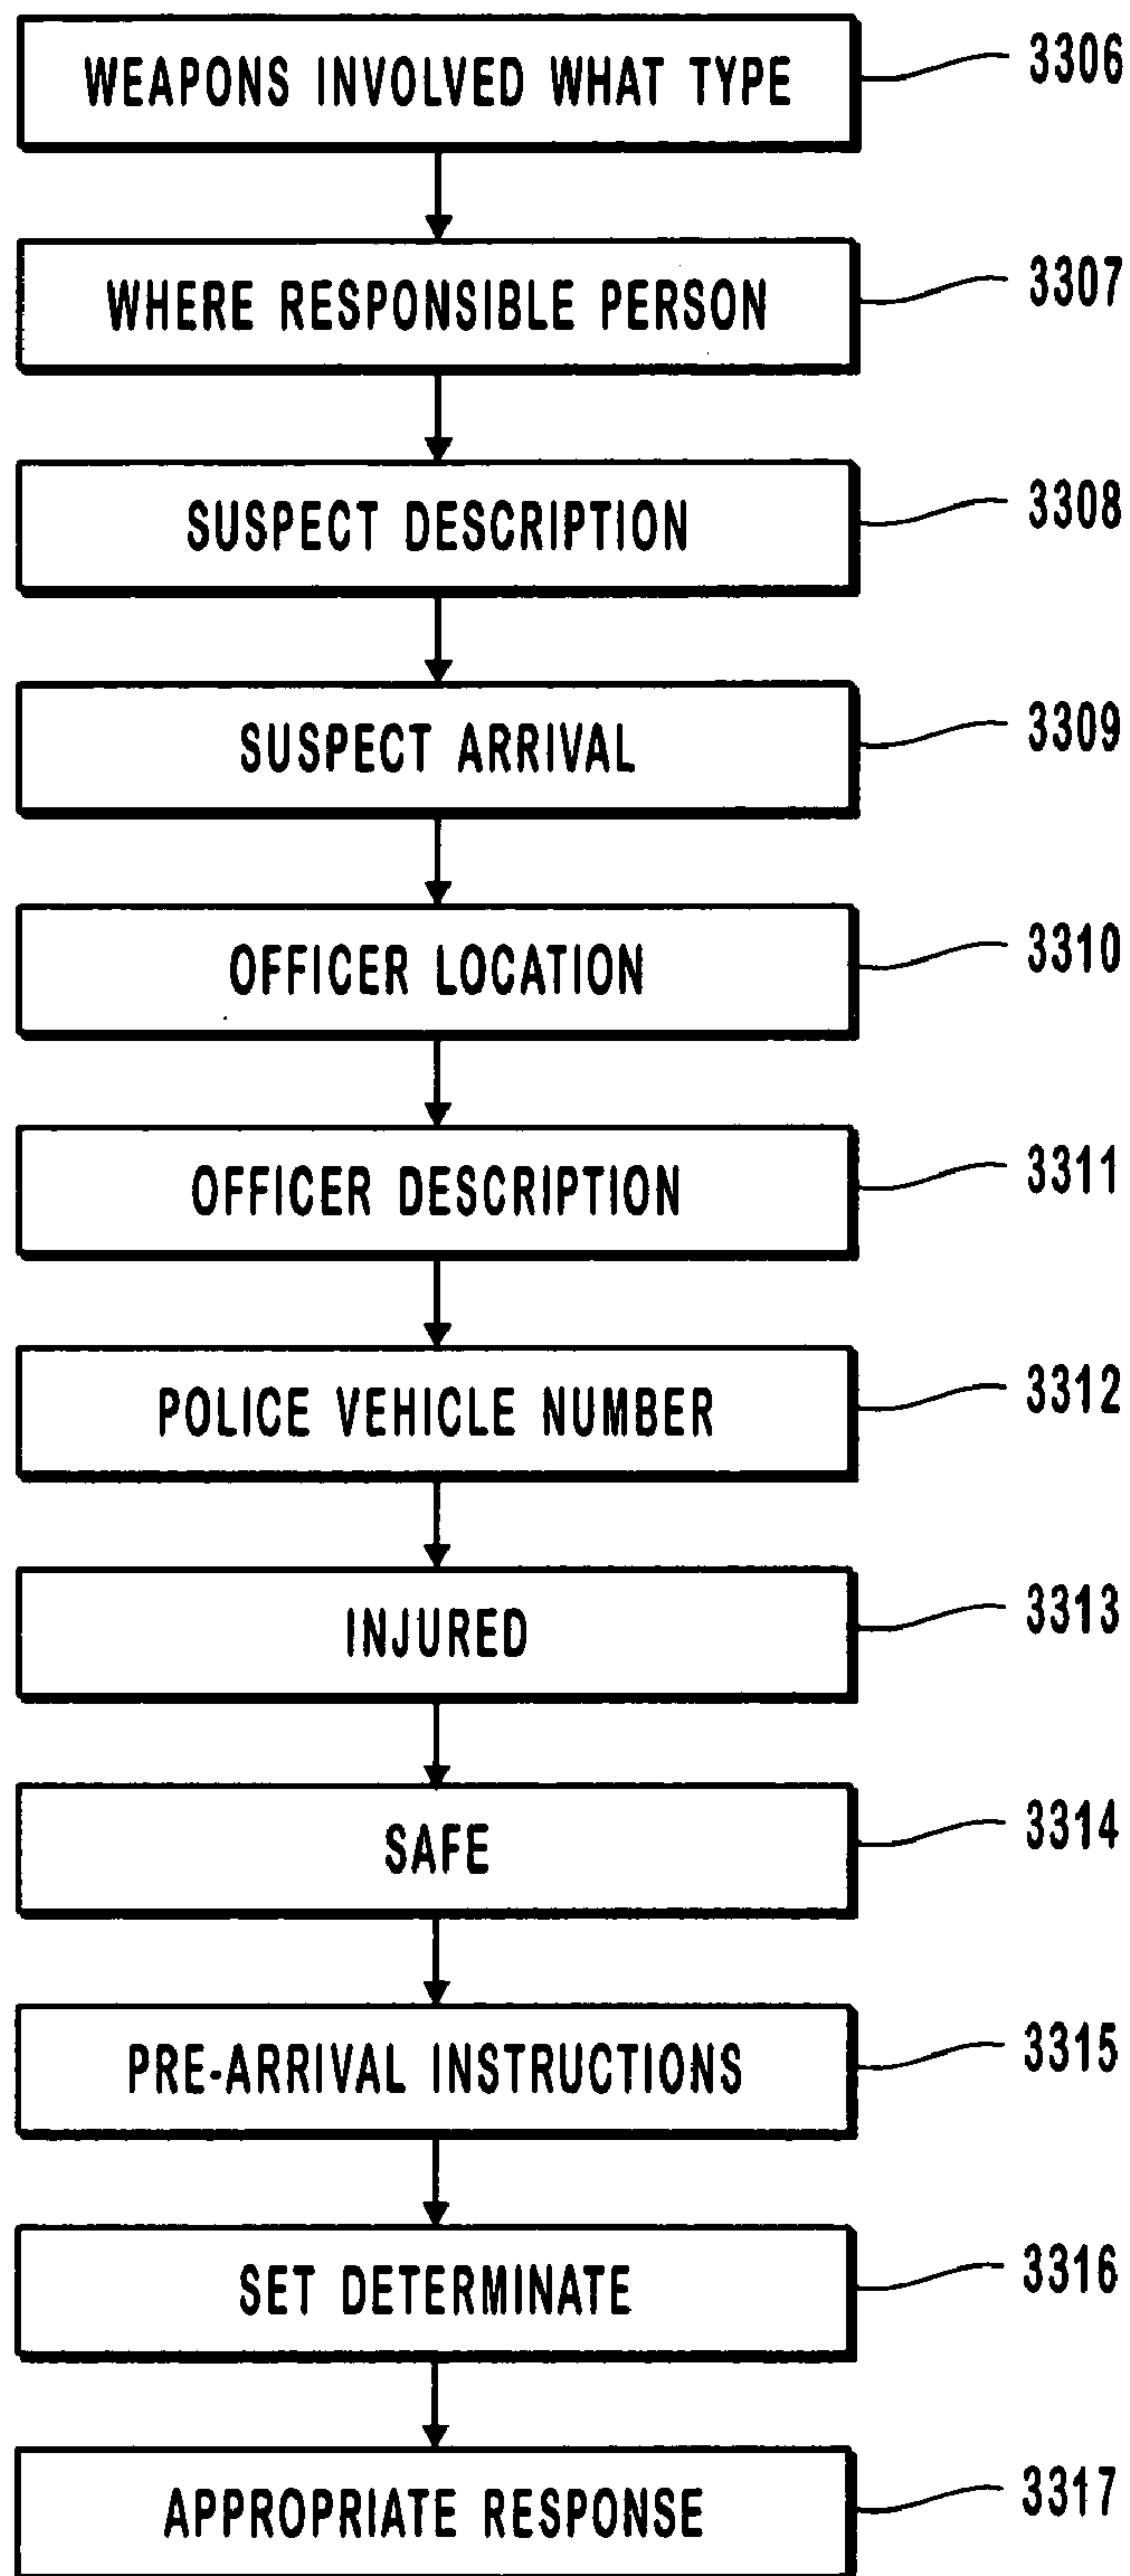 WEAPONS INVOLVED WHAT TYPE 3306
WHERE RESPONSIBLE PERSON 3307
SUSPECT DESCRIPTION 3308
SUSPECT ARRIVAL 3309
OFFICER LOCATION 3310
OFFICER DESCRIPTION 3311
POLICE VEHICLE NUMBER 3312
INJURED 3313
SAFE 3314
PRE-ARRIVAL INSTRUCTIONS 3315
SET DETERMINATE 3316
APPROPRIATE RESPONSE 3317